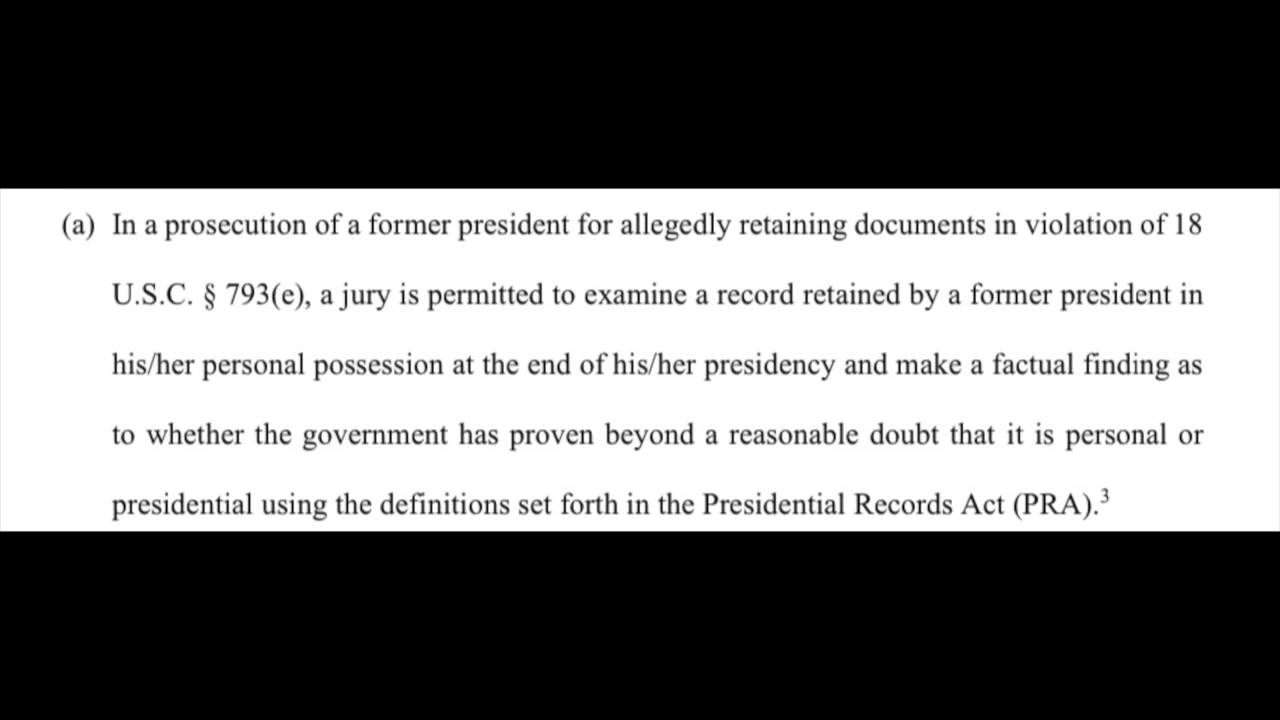 (a) In a prosecution of a former president for allegedly retaining documents in violation of 18
U.S.C. § 793(e), a jury is permitted to examine a record retained by a former president in
his/her personal possession at the end of his/her presidency and make a factual finding as
to whether the government has proven beyond a reasonable doubt that it is personal or
presidential using the definitions set forth in the Presidential Records Act (PRA).³